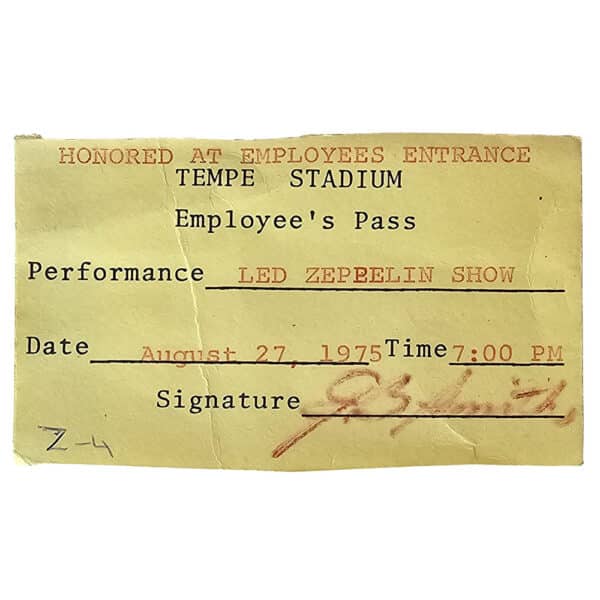 HONORED AT EMPLOYEES ENTRANCE
TEMPE STADIUM
Employee's Pass
Performance LED ZEPPELIN SHOW
Date August 27, 1975 Time 7:00 PM
Signature Smith
Z-4